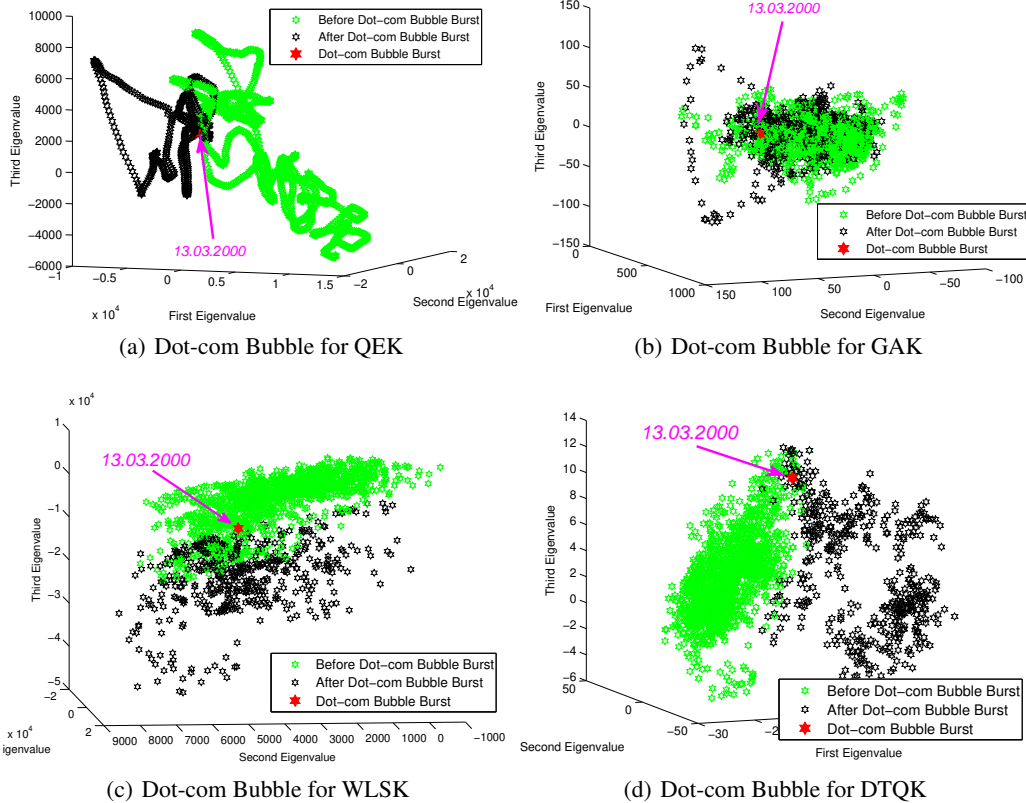 10000
8000
6000
4000
2000
0
−2000
−4000
−6000
Third Eigenvalue
−1
−0.5
0
0.5
1
1.5
x 10^4
First Eigenvalue
−2
0
2
x 10^4
Second Eigenvalue
Before Dot−com Bubble Burst
After Dot−com Bubble Burst
Dot−com Bubble Burst
13.03.2000
(a) Dot-com Bubble for QEK
13.03.2000
150
100
50
0
−50
−100
−150
Third Eigenvalue
0
500
1000
First Eigenvalue
150
100
50
0
−50
−100
Second Eigenvalue
Before Dot−com Bubble Burst
After Dot−com Bubble Burst
Dot−com Bubble Burst
(b) Dot-com Bubble for GAK
x 10^4
1
0
−1
−2
−3
−4
−5
Third Eigenvalue
13.03.2000
−2
0
2
x 10^4
igenvalue
9000
8000
7000
6000
5000
4000
3000
2000
1000
0
−1000
Second Eigenvalue
Before Dot−com Bubble Burst
After Dot−com Bubble Burst
Dot−com Bubble Burst
(c) Dot-com Bubble for WLSK
14
12
10
8
6
4
2
0
−2
−4
−6
Third Eigenvalue
13.03.2000
50
0
−50
Second Eigenvalue
−30
First Eigenvalue
Before Dot−com Bubble Burst
After Dot−com Bubble Burst
Dot−com Bubble Burst
(d) Dot-com Bubble for DTQK